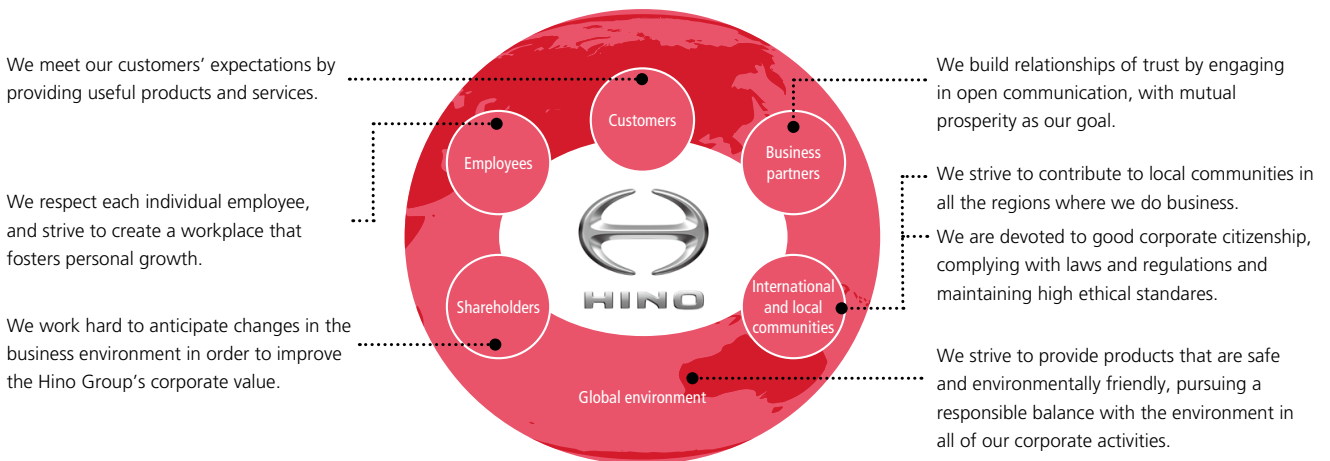 We meet our customers’ expectations by
providing useful products and services.
We respect each individual employee,
and strive to create a workplace that
fosters personal growth.
We work hard to anticipate changes in the
business environment in order to improve
the Hino Group’s corporate value.
Customers
Employees
Business
partners
Shareholders
International
and local
communities
HINO
Global environment
We build relationships of trust by engaging
in open communication, with mutual
prosperity as our goal.
We strive to contribute to local communities in
all the regions where we do business.
We are devoted to good corporate citizenship,
complying with laws and regulations and
maintaining high ethical standares.
We strive to provide products that are safe
and environmentally friendly, pursuing a
responsible balance with the environment in
all of our corporate activities.